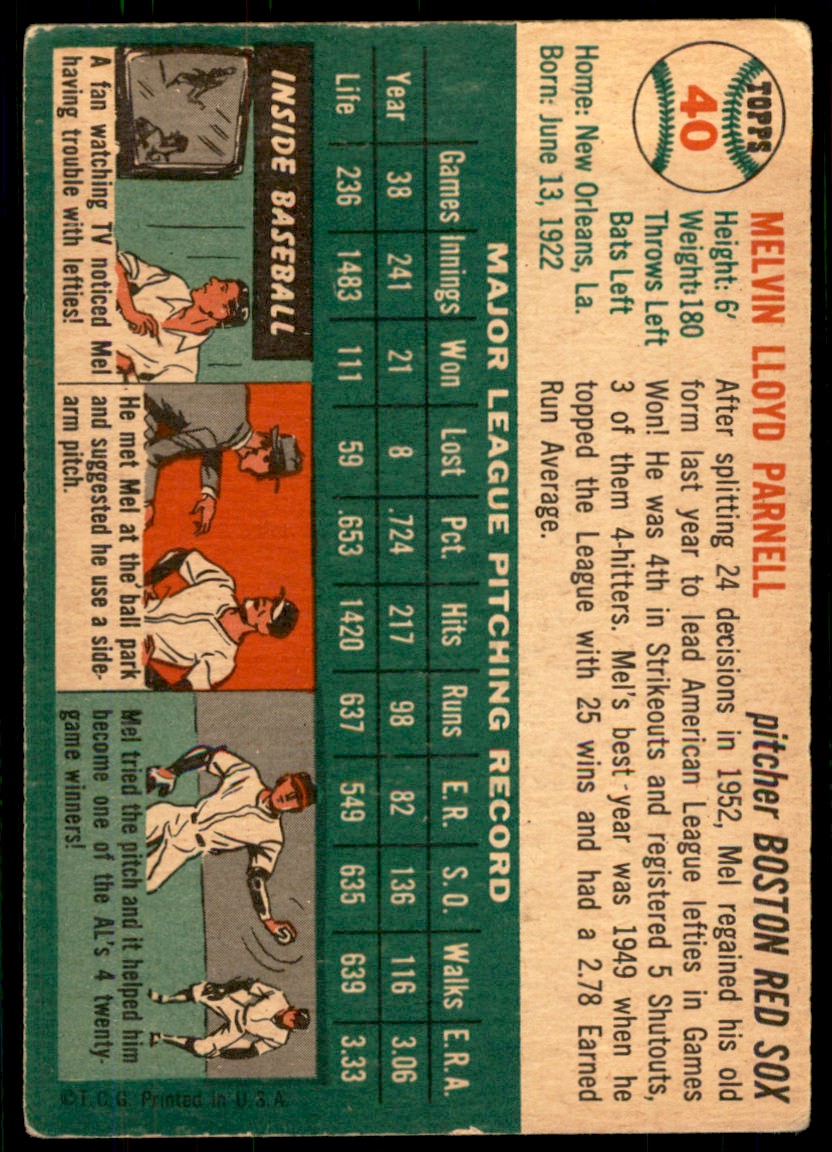 TOPPS
40
MELVIN LLOYD PARNELL pitcher BOSTON RED SOX
Height: 6'
Weight: 180
Throws Left
Bats Left
Home: New Orleans, La.
Born: June 13, 1922
After splitting 24 decisions in 1952, Mel regained his old
form last year to lead American League lefties in Games
Won! He was 4th in Strikeouts and registered 5 Shutouts,
3 of them 4-hitters. Mel's best year was 1949 when he
topped the League with 25 wins and had a 2.78 Earned
Run Average.
MAJOR LEAGUE PITCHING RECORD
Games Innings Won Lost Pct. Hits Runs E.R. S.O. Walks E.R.A.
Year 38 241 21 8 .724 217 98 82 136 116 3.06
Life 236 1483 111 59 .653 1420 637 549 635 639 3.33
INSIDE BASEBALL
A fan watching TV noticed Mel
having trouble with lefties!
He met Mel at the ball park
and suggested he use a side-
arm pitch.
Mel tried the pitch and it helped him
become one of the AL's 4 twenty-
game winners!
© T.C.G. Printed in U.S.A.